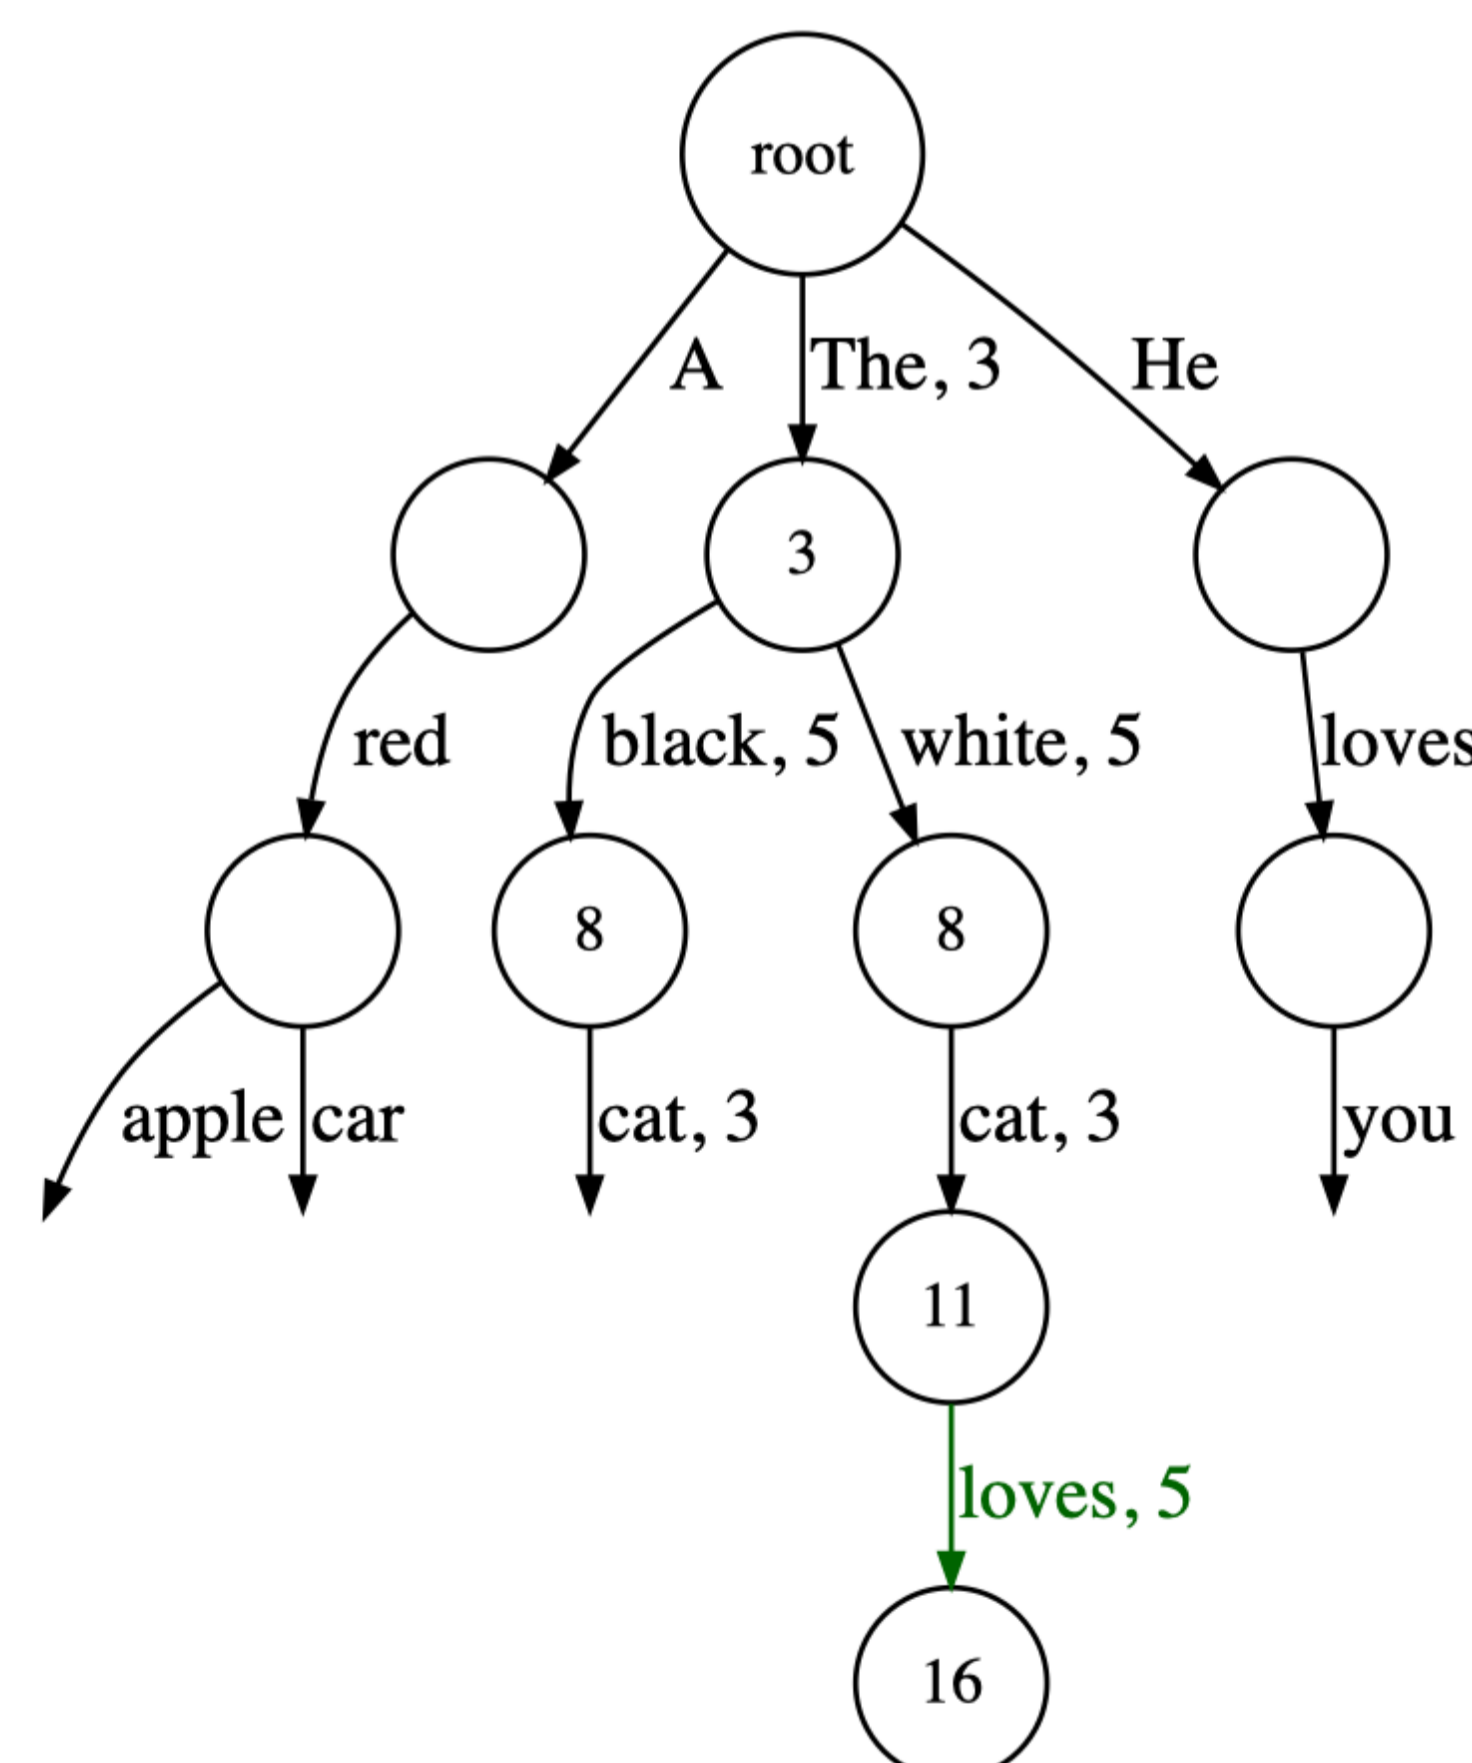 root
A
The, 3
He
3
red
black, 5
white, 5
loves
8
8
apple
car
cat, 3
cat, 3
you
11
loves, 5
16